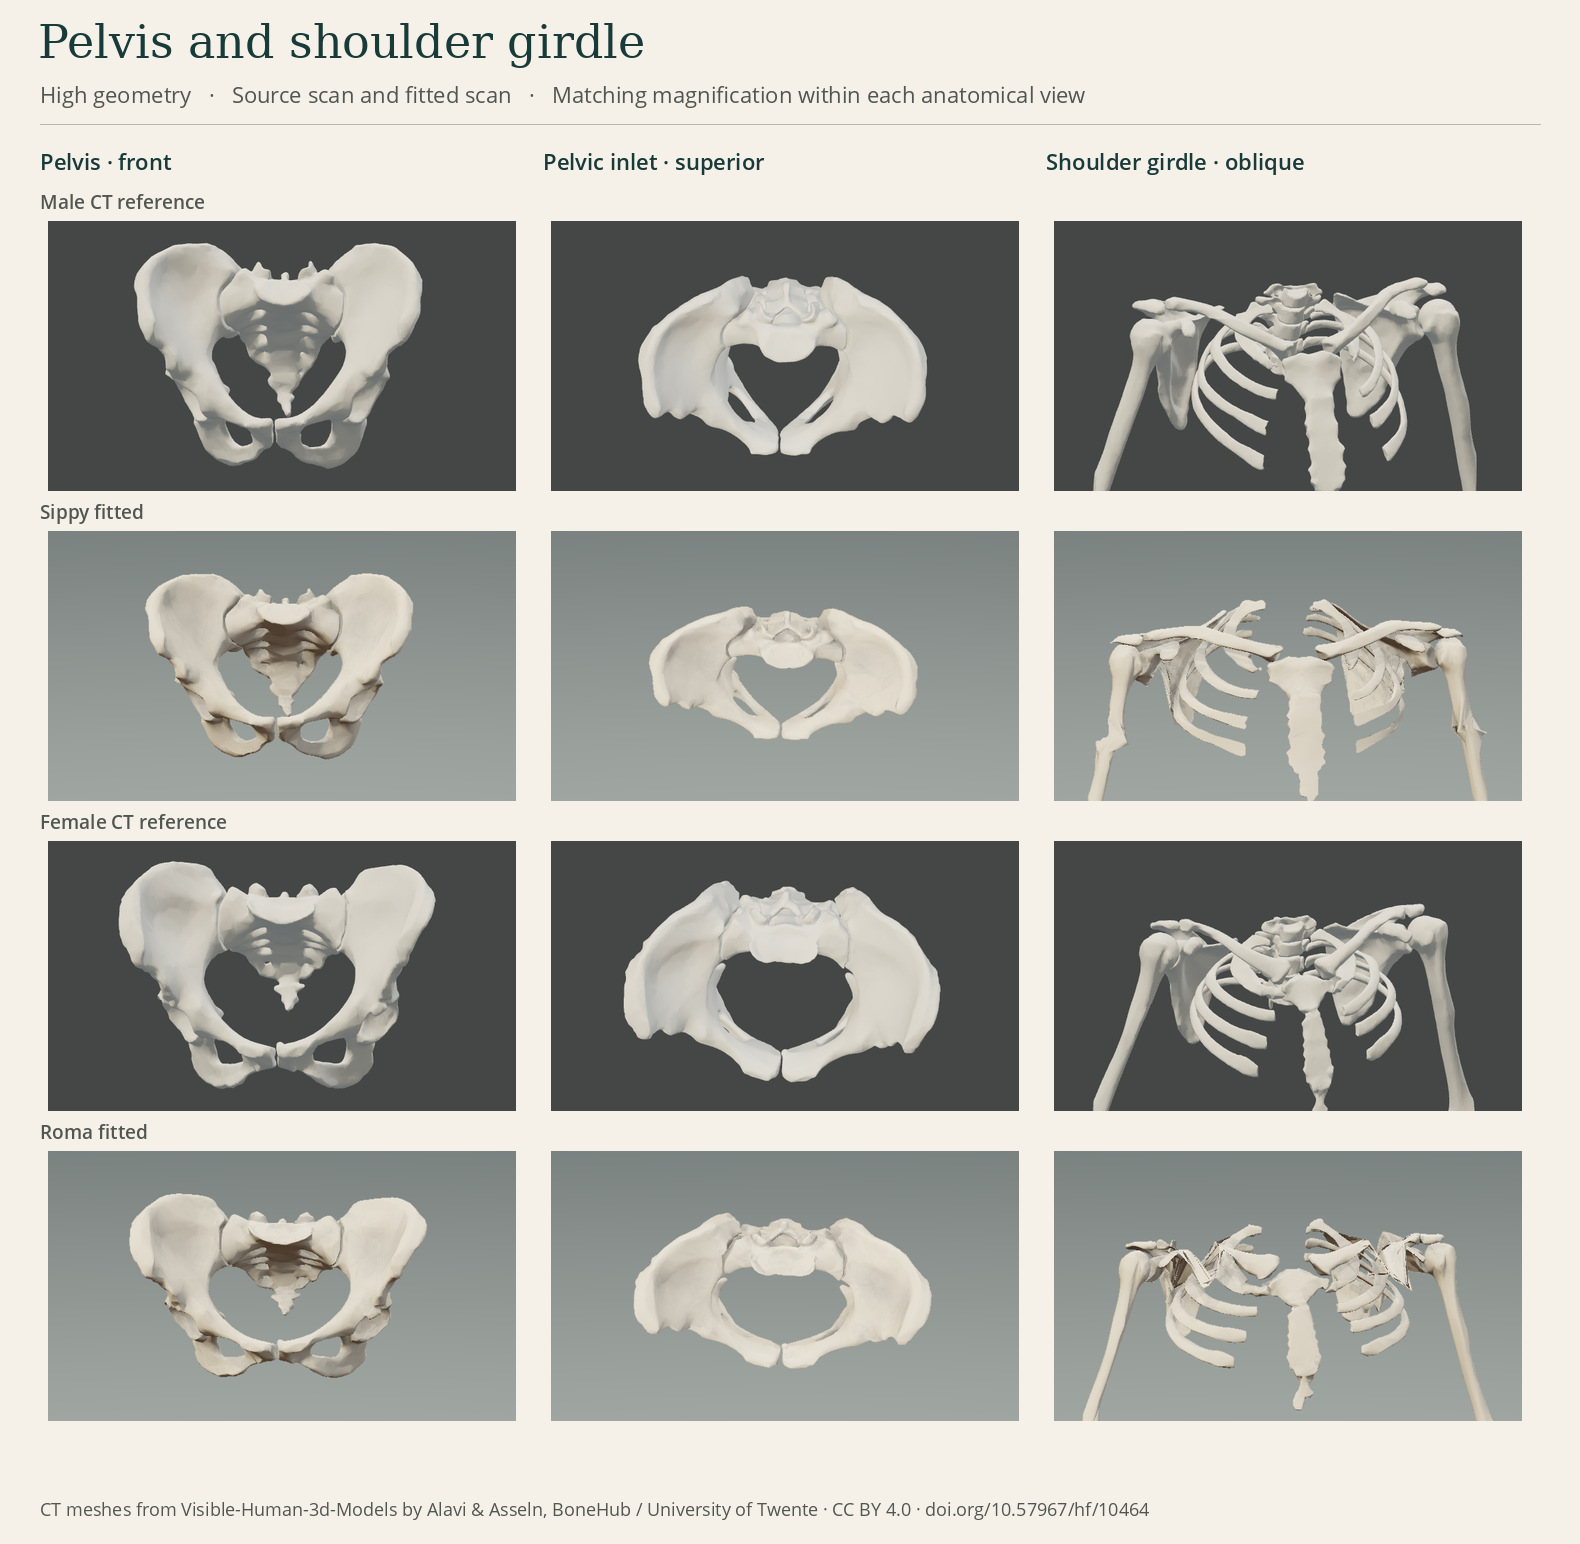 Pelvis and shoulder girdle
High geometry · Source scan and fitted scan · Matching magnification within each anatomical view
Pelvis · front
Pelvic inlet · superior
Shoulder girdle · oblique
Male CT reference
Sippy fitted
Female CT reference
Roma fitted
CT meshes from Visible-Human-3d-Models by Alavi & Asseln, BoneHub / University of Twente · CC BY 4.0 · doi.org/10.57967/hf/10464